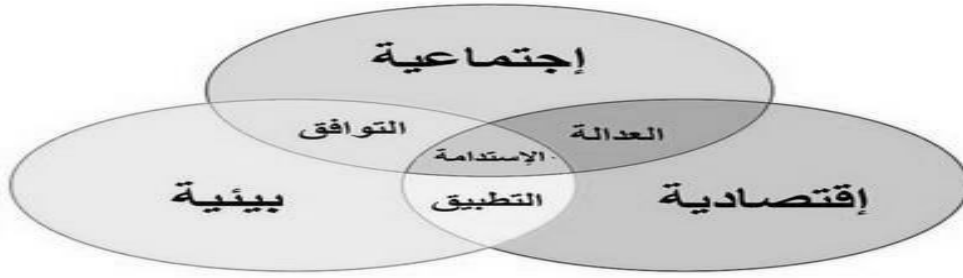 إجتماعية
العدالة
التوافق
الإستدامة
إقتصادية
التطبيق
بيئية